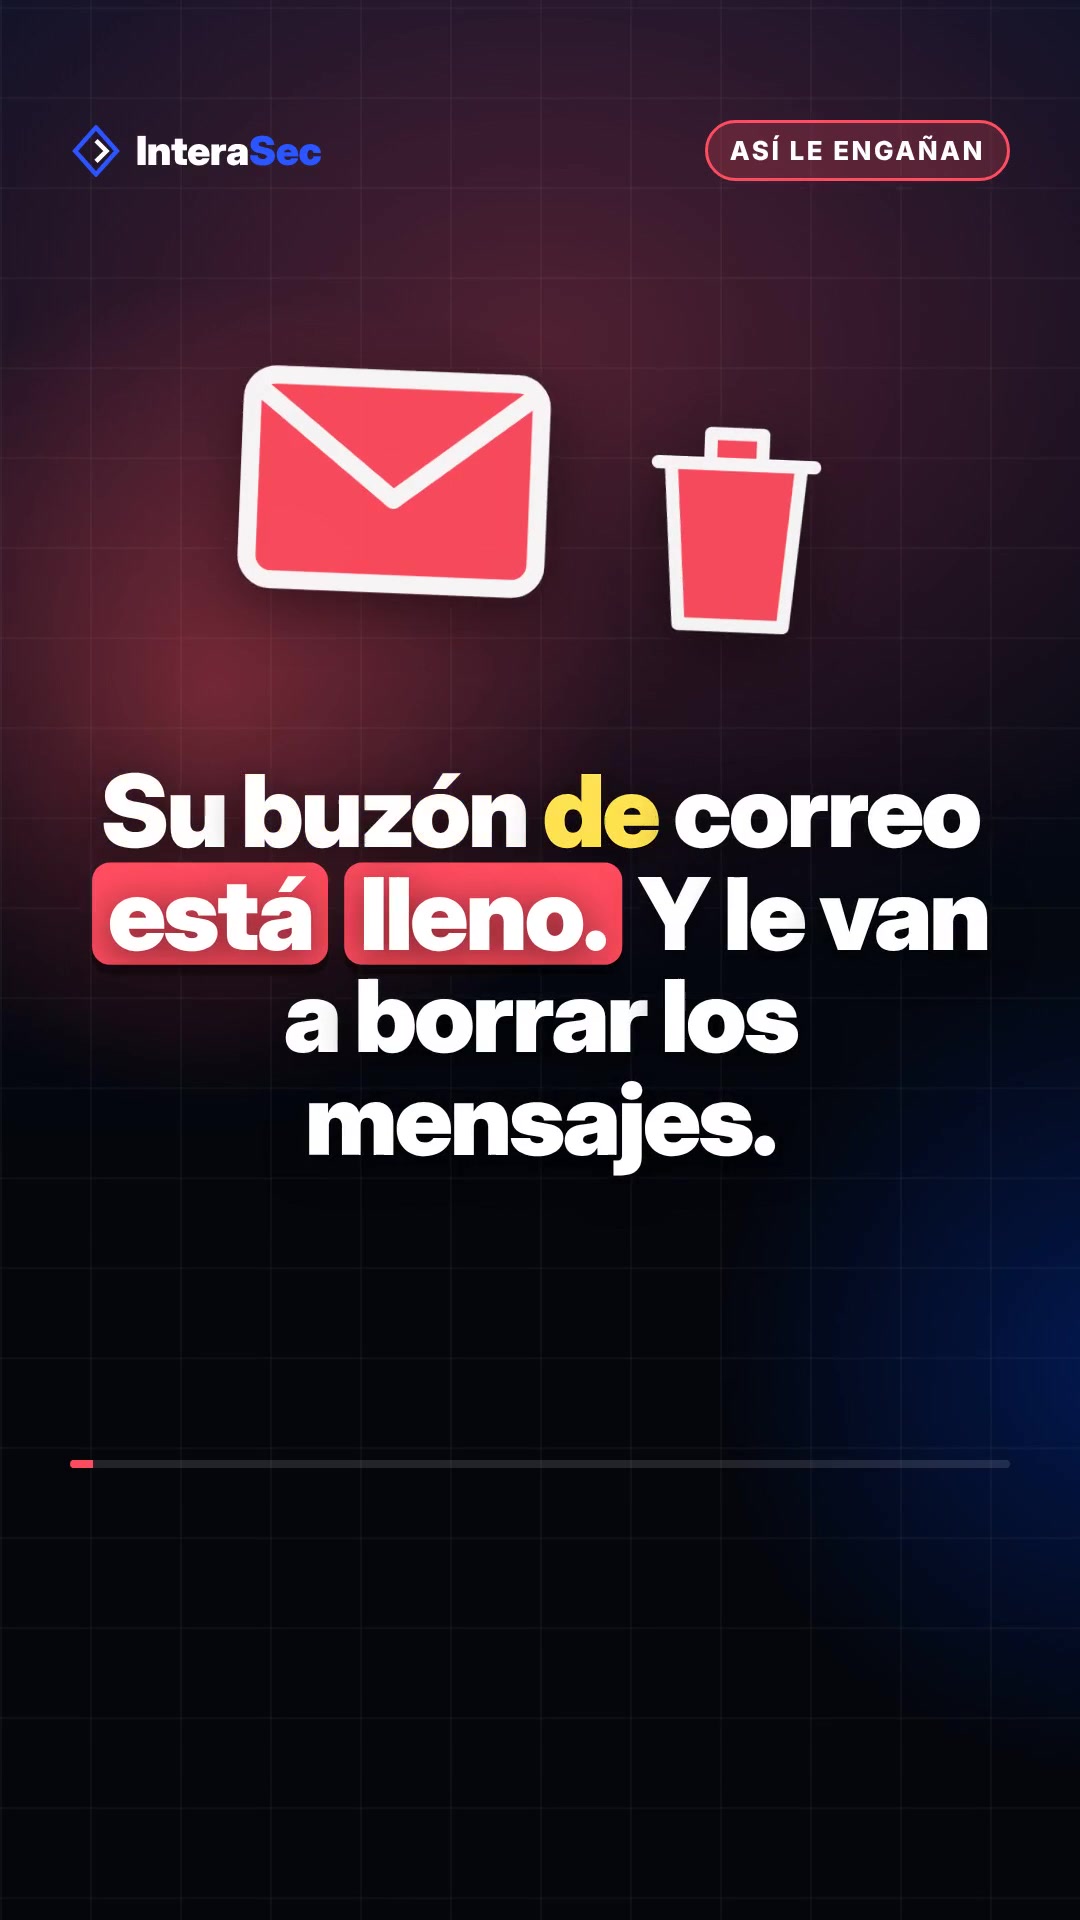 InteraSec
ASÍ LE ENGAÑAN
Su buzón de correo
está lleno. Y le van
a borrar los
mensajes.